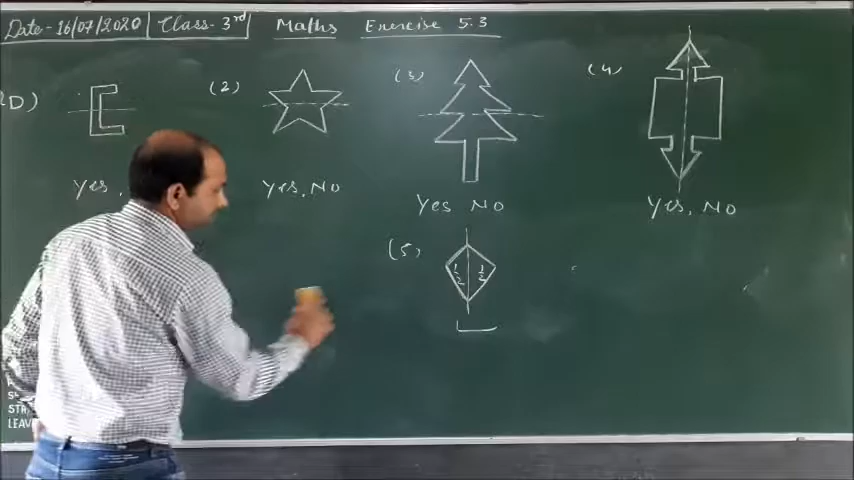 Date - 16/07/2020 Class - 3rd Maths Exercise 5.3
(2) (3) (4)
Yes, Yes, No Yes No Yes, No
(5)
1/2 1/2
LEAV